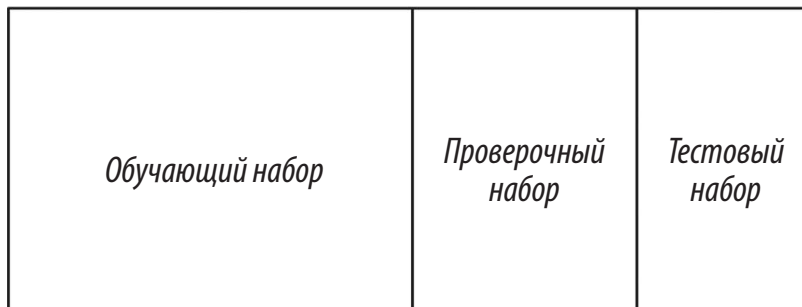 Обучающий набор
Проверочный
набор
Тестовый
набор